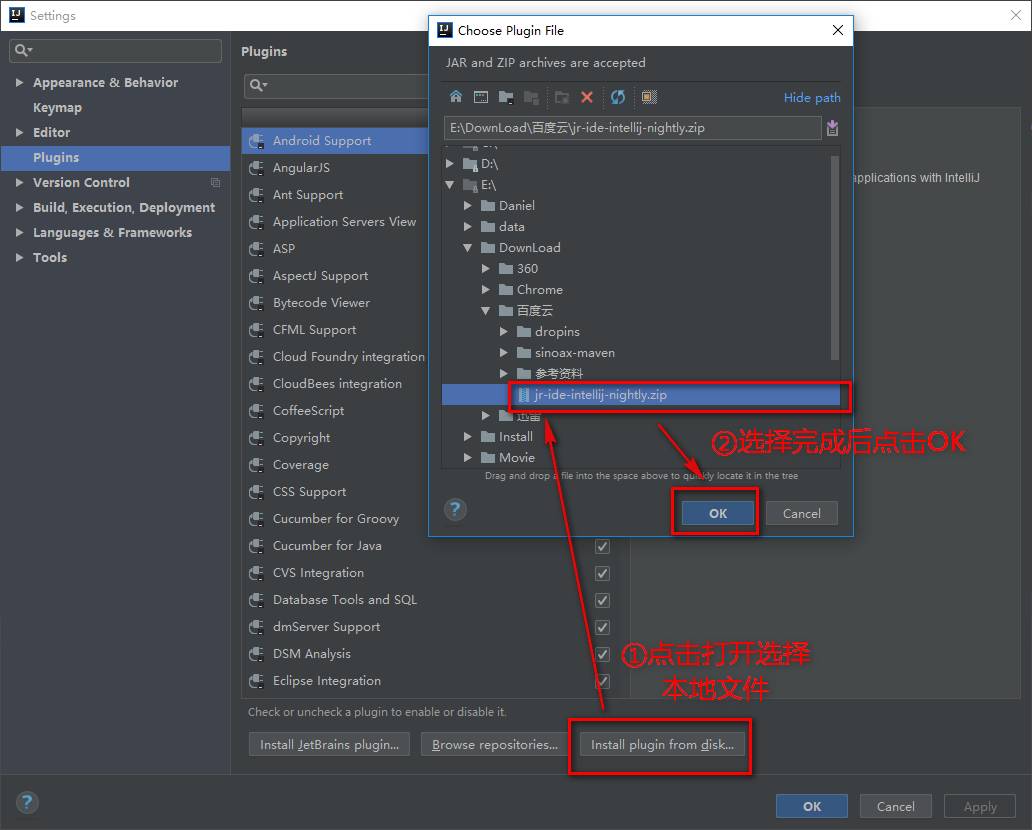 Settings
Appearance & Behavior
Keymap
Editor
Plugins
Version Control
Build, Execution, Deployment
Languages & Frameworks
Tools
Plugins
Android Support
AngularJS
Ant Support
Application Servers View
ASP
AspectJ Support
Bytecode Viewer
CFML Support
Cloud Foundry integration
CloudBees integration
CoffeeScript
Copyright
Coverage
CSS Support
Cucumber for Groovy
Cucumber for Java
CVS Integration
Database Tools and SQL
dmServer Support
DSM Analysis
Eclipse Integration
Check or uncheck a plugin to enable or disable it.
Install JetBrains plugin...
Browse repositories...
Install plugin from disk...
applications with IntelliJ
Choose Plugin File
JAR and ZIP archives are accepted
Hide path
E:\DownLoad\百度云\jr-ide-intellij-nightly.zip
D:\
E:\
Daniel
data
DownLoad
360
Chrome
百度云
dropins
sinoax-maven
参考资料
jr-ide-intellij-nightly.zip
迅雷
Install
Movie
Drag and drop a file into the space above to quickly locate it in the tree
OK
Cancel
②选择完成后点击OK
①点击打开选择
本地文件
OK
Cancel
Apply